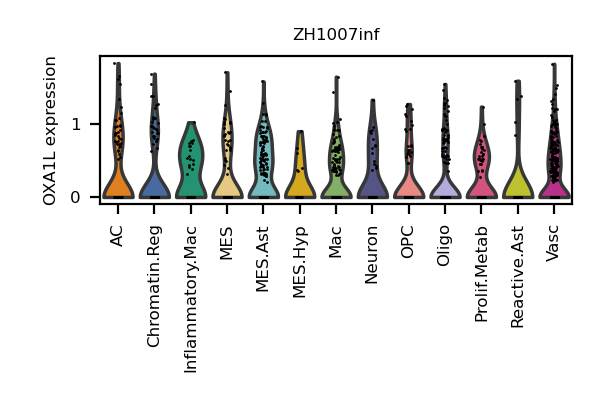 ZH1007inf
OXA1L expression
1
0
AC
Chromatin.Reg
Inflammatory.Mac
MES
MES.Ast
MES.Hyp
Mac
Neuron
OPC
Oligo
Prolif.Metab
Reactive.Ast
Vasc